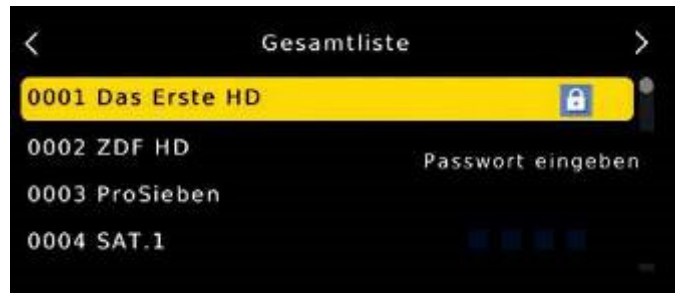 Gesamtliste
0001 Das Erste HD
0002 ZDF HD
Passwort eingeben
0003 ProSieben
0004 SAT.1